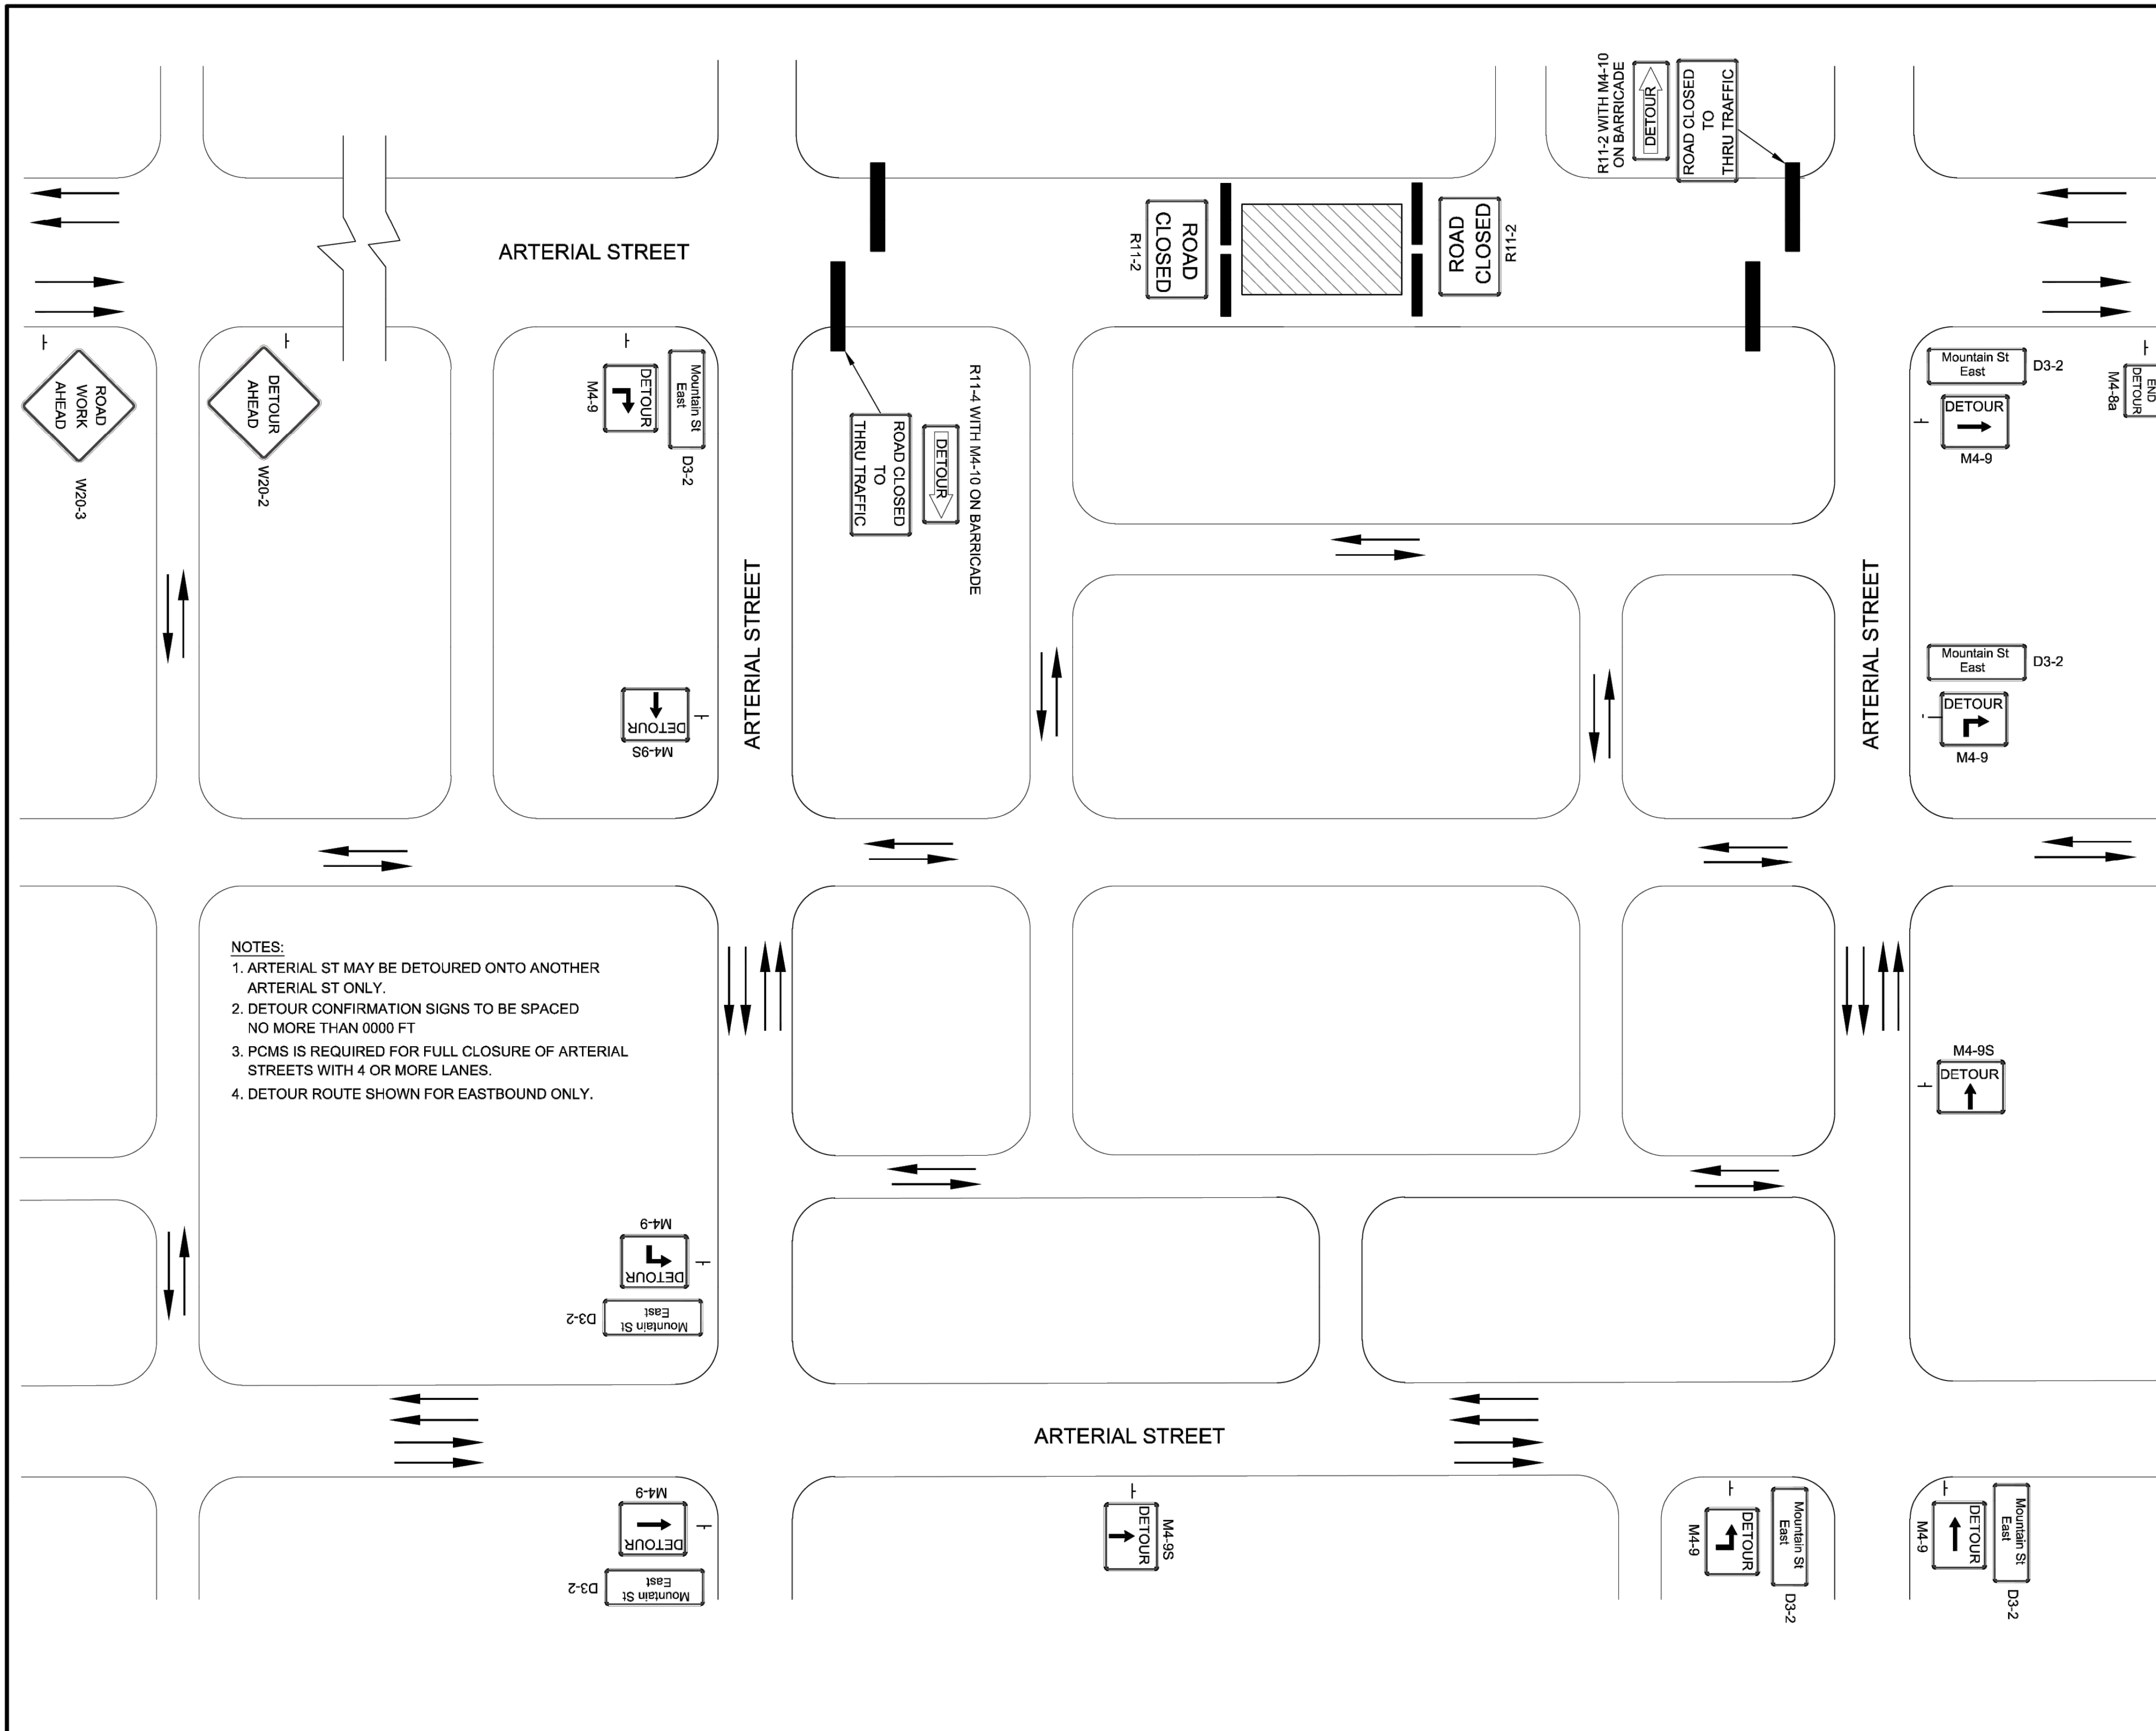 R11-2 WITH M4-10
ON BARRICADE
DETOUR
ROAD CLOSED
TO
THRU TRAFFIC
ARTERIAL STREET
ROAD
CLOSED
R11-2
ROAD
CLOSED
R11-2
ROAD
WORK
AHEAD
W20-3
DETOUR
AHEAD
W20-2
DETOUR
M4-9
Mountain St
East
D3-2
ROAD CLOSED
TO
THRU TRAFFIC
DETOUR
R11-4 WITH M4-10 ON BARRICADE
Mountain St
East
D3-2
DETOUR
M4-9
END
DETOUR
M4-8a
ARTERIAL STREET
ARTERIAL STREET
DETOUR
M4-9S
Mountain St
East
D3-2
DETOUR
M4-9
NOTES:
1. ARTERIAL ST MAY BE DETOURED ONTO ANOTHER
ARTERIAL ST ONLY.
2. DETOUR CONFIRMATION SIGNS TO BE SPACED
NO MORE THAN 0000 FT
3. PCMS IS REQUIRED FOR FULL CLOSURE OF ARTERIAL
STREETS WITH 4 OR MORE LANES.
4. DETOUR ROUTE SHOWN FOR EASTBOUND ONLY.
M4-9S
DETOUR
M4-9
DETOUR
Mountain St
East
D3-2
ARTERIAL STREET
M4-9
DETOUR
Mountain St
East
D3-2
DETOUR
M4-9S
DETOUR
M4-9
Mountain St
East
D3-2
DETOUR
M4-9
Mountain St
East
D3-2